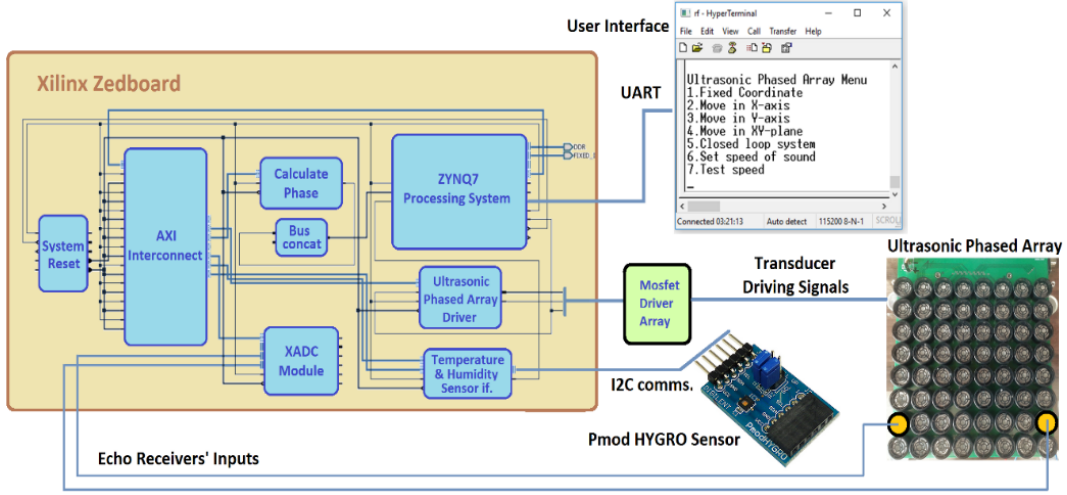 User Interface
rf - HyperTerminal
File Edit View Call Transfer Help
Ultrasonic Phased Array Menu
1.Fixed Coordinate
2.Move in X-axis
3.Move in Y-axis
4.Move in XY-plane
5.Closed loop system
6.Set speed of sound
7.Test speed
Connected 03:21:13 Auto detect 115200 8-N-1 SCROLL
Xilinx Zedboard
UART
DDR
FIXED_I
ZYNQ7
Processing System
Calculate
Phase
AXI
Interconnect
Bus
concat
System
Reset
Ultrasonic
Phased Array
Driver
XADC
Module
Temperature
& Humidity
Sensor if.
Mosfet
Driver
Array
Transducer
Driving Signals
Ultrasonic Phased Array
I2C comms.
PmodHYGRO
Pmod HYGRO Sensor
Echo Receivers' Inputs